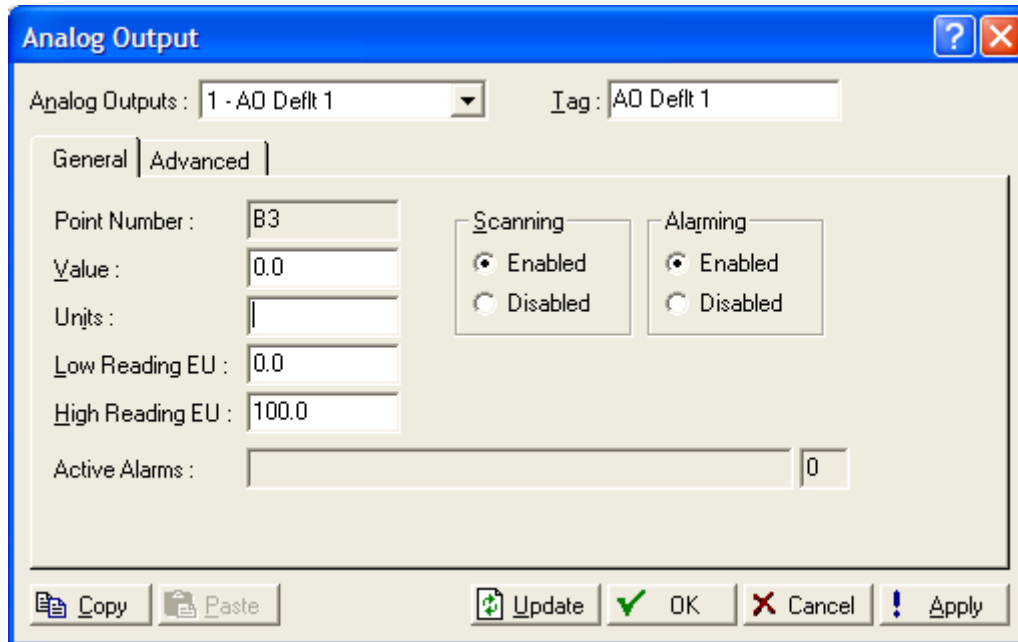 Analog Output
Analog Outputs : 1 - AO Deflt 1
Tag : AO Deflt 1
General
Advanced
Point Number : B3
Value : 0.0
Units :
Low Reading EU : 0.0
High Reading EU : 100.0
Scanning
Enabled
Disabled
Alarming
Enabled
Disabled
Active Alarms : 0
Copy
Paste
Update
OK
Cancel
Apply